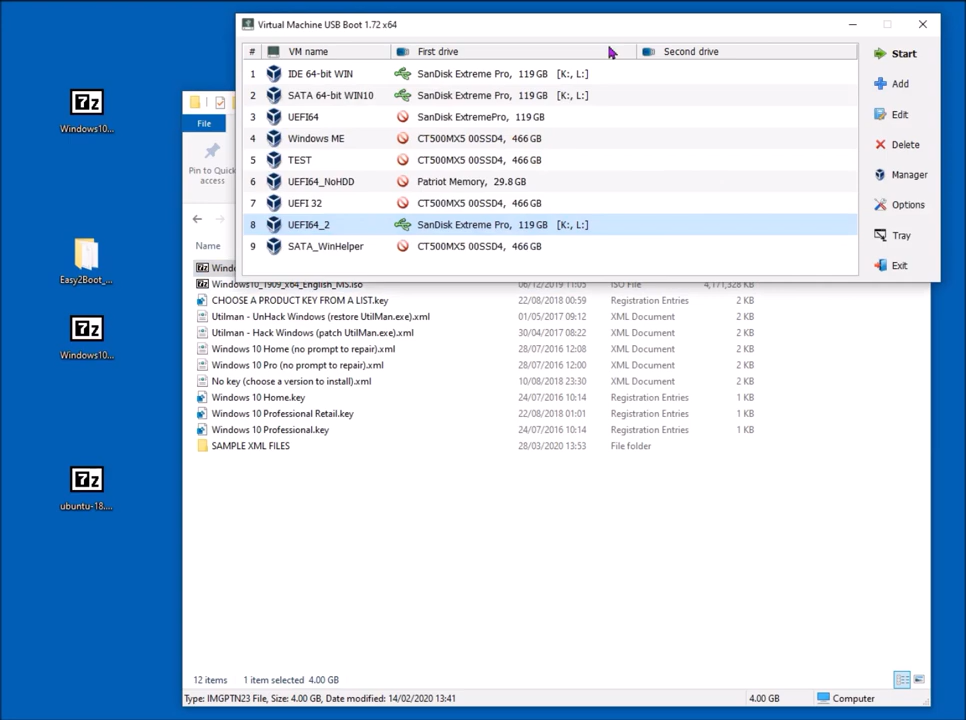 Virtual Machine USB Boot 1.72 x64
# VM name First drive Second drive
1 IDE 64-bit WIN SanDisk Extreme Pro, 119 GB [K:, L:]
2 SATA 64-bit WIN10 SanDisk Extreme Pro, 119 GB [K:, L:]
3 UEFI64 SanDisk ExtremePro, 119 GB
4 Windows ME CT500MX5 00SSD4, 466 GB
5 TEST CT500MX5 00SSD4, 466 GB
6 UEFI64_NoHDD Patriot Memory, 29.8 GB
7 UEFI 32 CT500MX5 00SSD4, 466 GB
8 UEFI64_2 SanDisk Extreme Pro, 119 GB [K:, L:]
9 SATA_WinHelper CT500MX5 00SSD4, 466 GB
Start
Add
Edit
Delete
Manager
Options
Tray
Exit
7z
Windows10...
Easy2Boot_...
7z
Windows10...
7z
ubuntu-18....
File
Pin to Quick
access
Name
Windo
Windows10_1909_x64_English_MS.iso 06/12/2019 11:05 ISO File 4,171,328 KB
CHOOSE A PRODUCT KEY FROM A LIST.key 22/08/2018 00:59 Registration Entries 2 KB
Utilman - UnHack Windows (restore UtilMan.exe).xml 01/05/2017 09:12 XML Document 2 KB
Utilman - Hack Windows (patch UtilMan.exe).xml 30/04/2017 08:22 XML Document 2 KB
Windows 10 Home (no prompt to repair).xml 28/07/2016 12:08 XML Document 2 KB
Windows 10 Pro (no prompt to repair).xml 28/07/2016 12:00 XML Document 2 KB
No key (choose a version to install).xml 10/08/2018 23:30 XML Document 2 KB
Windows 10 Home.key 24/07/2016 10:14 Registration Entries 1 KB
Windows 10 Professional Retail.key 22/08/2018 01:01 Registration Entries 1 KB
Windows 10 Professional.key 24/07/2016 10:14 Registration Entries 1 KB
SAMPLE XML FILES 28/03/2020 13:53 File folder
12 items 1 item selected 4.00 GB
Type: IMGPTN23 File, Size: 4.00 GB, Date modified: 14/02/2020 13:41 4.00 GB Computer